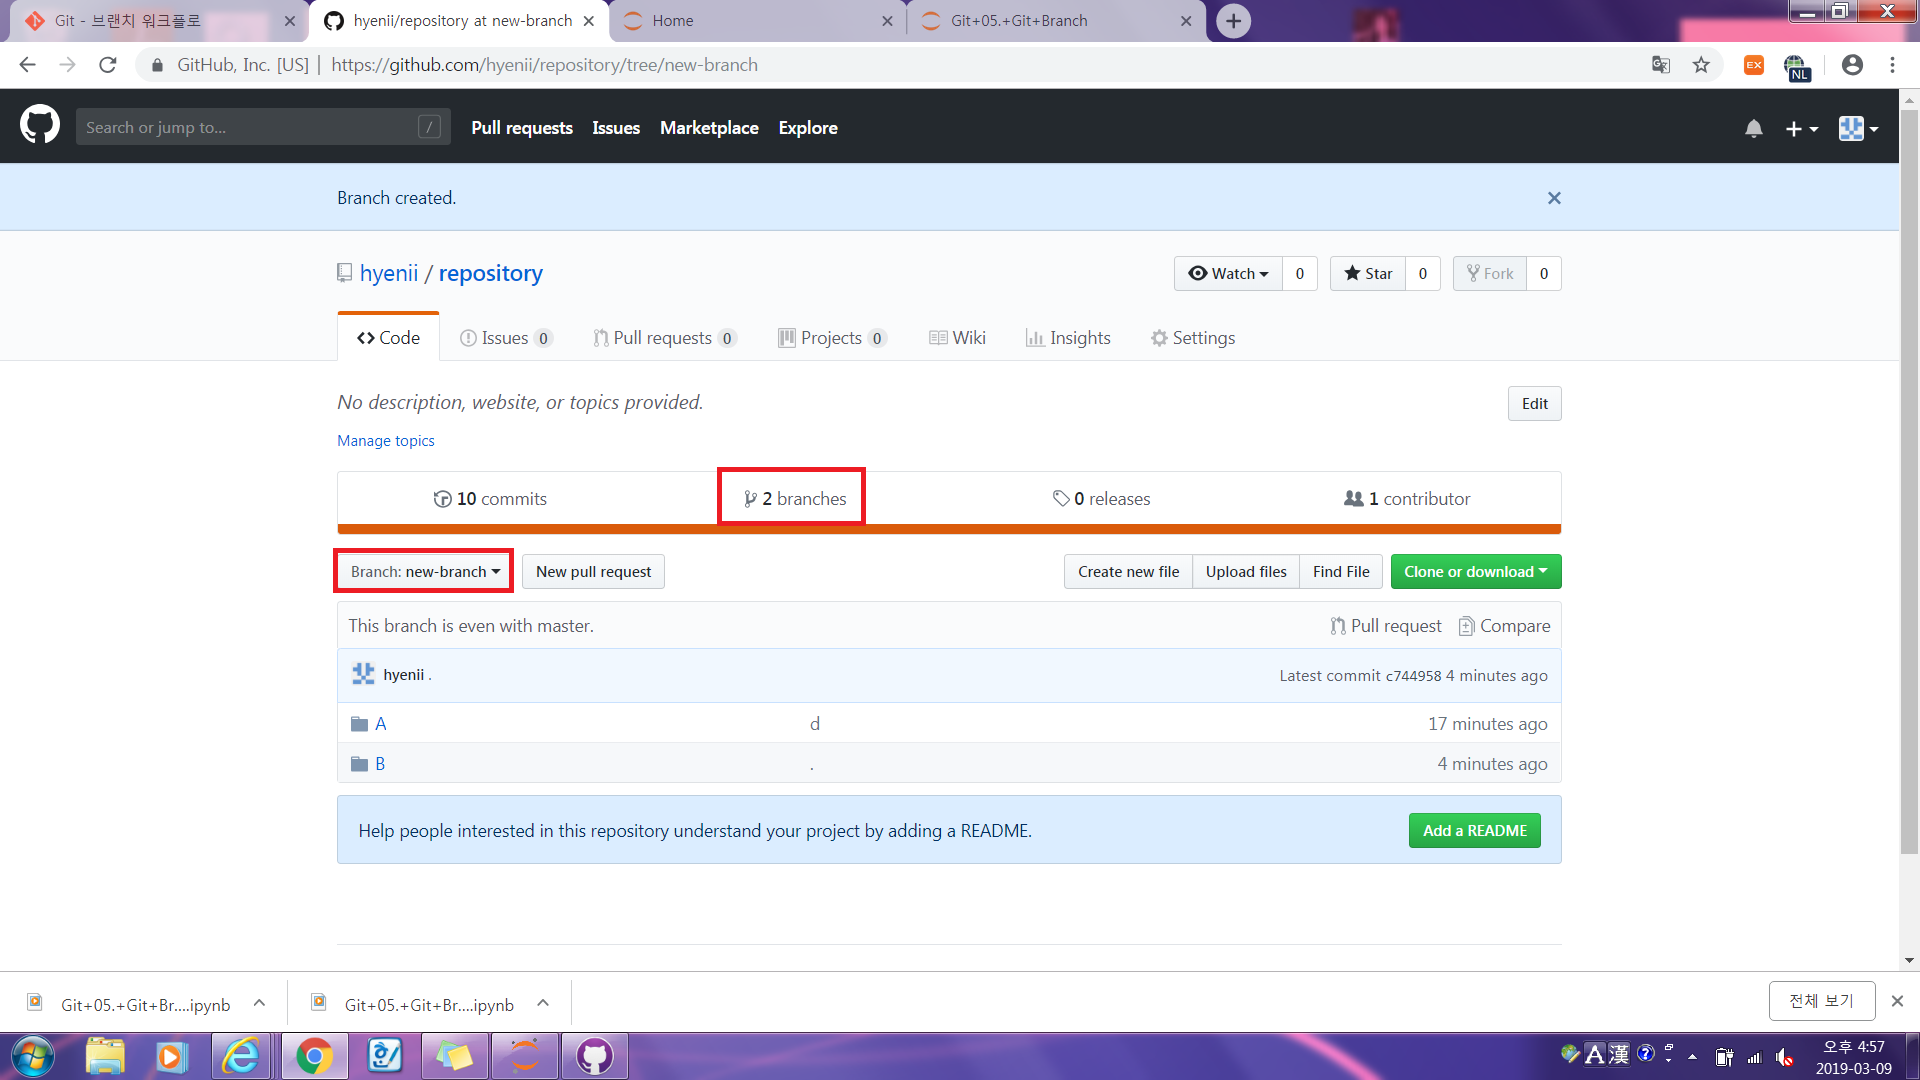 Git - 브랜치 워크플로
hyenii/repository at new-branch
Home
Git+05.+Git+Branch
GitHub, Inc. [US] | https://github.com/hyenii/repository/tree/new-branch
EX
NL
Search or jump to...
/
Pull requests
Issues
Marketplace
Explore
Branch created.
hyenii / repository
Watch
0
Star
0
Fork
0
Code
Issues 0
Pull requests 0
Projects 0
Wiki
Insights
Settings
No description, website, or topics provided.
Edit
Manage topics
10 commits
2 branches
0 releases
1 contributor
Branch: new-branch
New pull request
Create new file
Upload files
Find File
Clone or download
This branch is even with master.
Pull request
Compare
hyenii .
Latest commit c744958 4 minutes ago
A
d
17 minutes ago
B
.
4 minutes ago
Help people interested in this repository understand your project by adding a README.
Add a README
Git+05.+Git+Br....ipynb
Git+05.+Git+Br....ipynb
전체 보기
A 漢
오후 4:57
2019-03-09